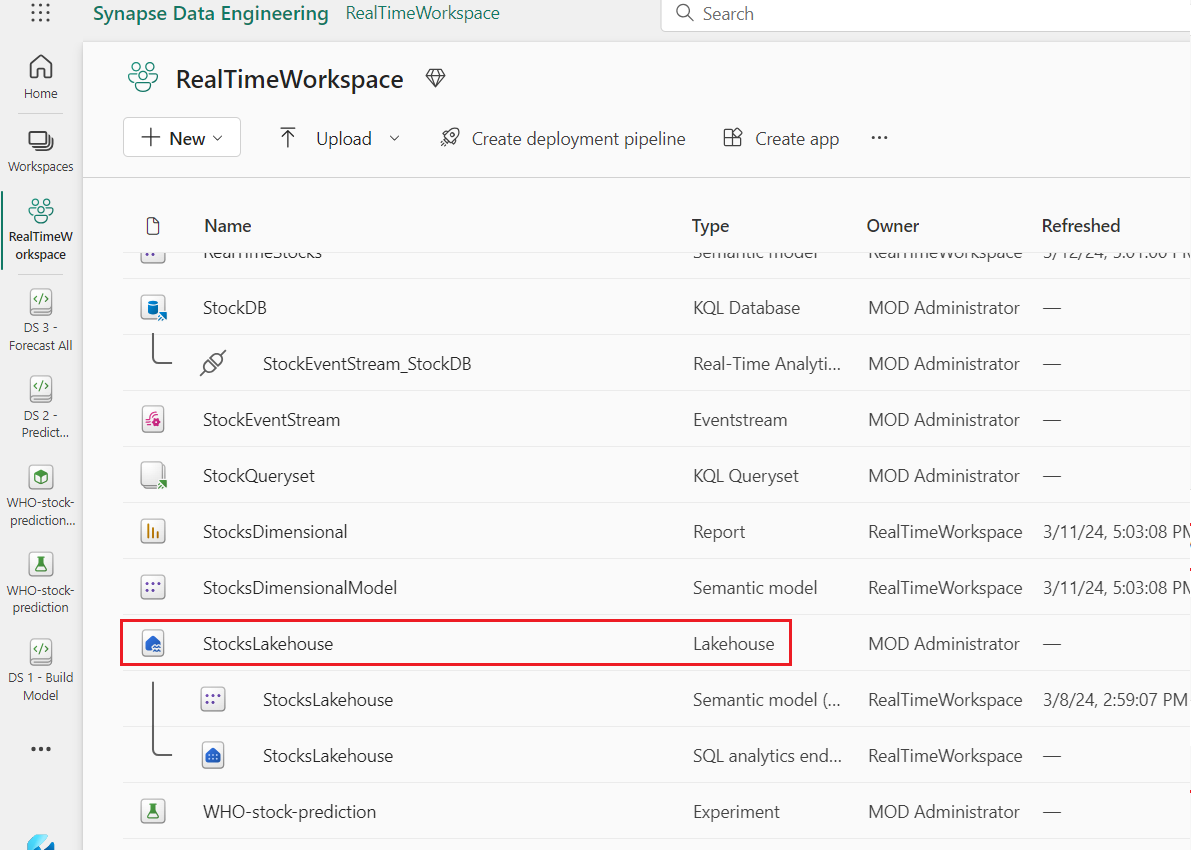 Synapse Data Engineering RealTimeWorkspace Search
Home
Workspaces
RealTimeW
orkspace
DS 3 -
Forecast All
DS 2 -
Predict...
WHO-stock-
prediction...
WHO-stock-
prediction
DS 1 - Build
Model
RealTimeWorkspace
New Upload Create deployment pipeline Create app
Name Type Owner Refreshed
RealTimeStocks Semantic model RealTimeWorkspace
StockDB KQL Database MOD Administrator —
StockEventStream_StockDB Real-Time Analyti... MOD Administrator —
StockEventStream Eventstream MOD Administrator —
StockQueryset KQL Queryset MOD Administrator —
StocksDimensional Report RealTimeWorkspace 3/11/24, 5:03:08 PM
StocksDimensionalModel Semantic model RealTimeWorkspace 3/11/24, 5:03:08 PM
StocksLakehouse Lakehouse MOD Administrator —
StocksLakehouse Semantic model (... RealTimeWorkspace 3/8/24, 2:59:07 PM
StocksLakehouse SQL analytics end... RealTimeWorkspace —
WHO-stock-prediction Experiment MOD Administrator —